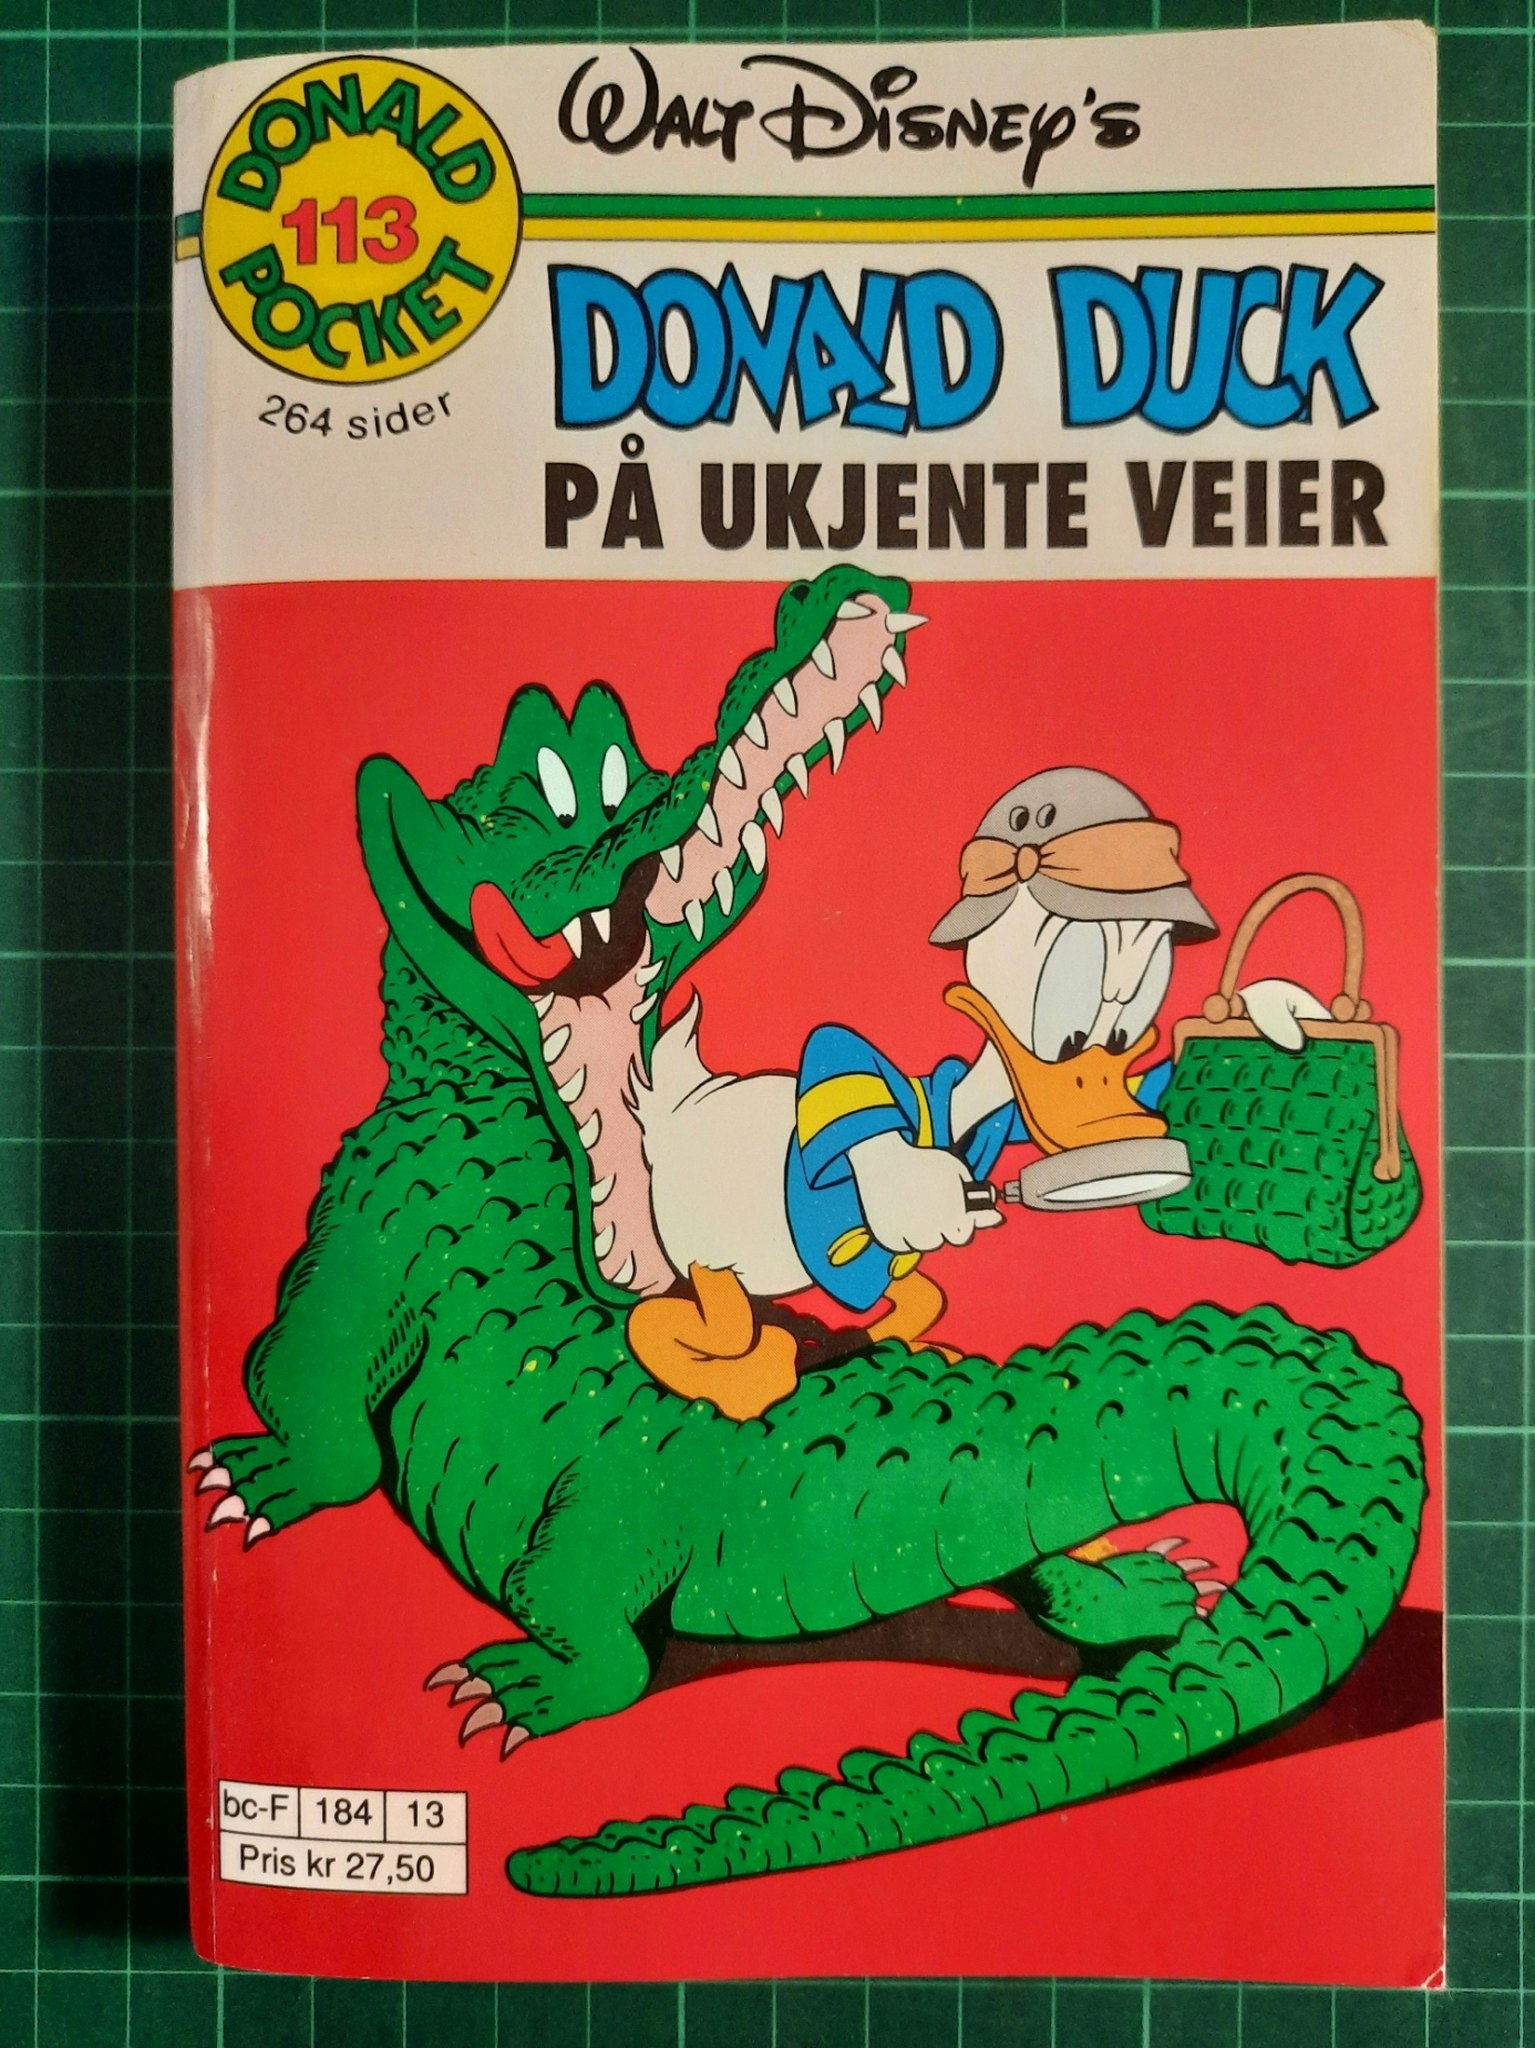 DONALD
113
POCKET
264 sider
WALT DISNEY'S
DONALD DUCK
PÅ UKJENTE VEIER
bc-F 184 13
Pris kr 27,50